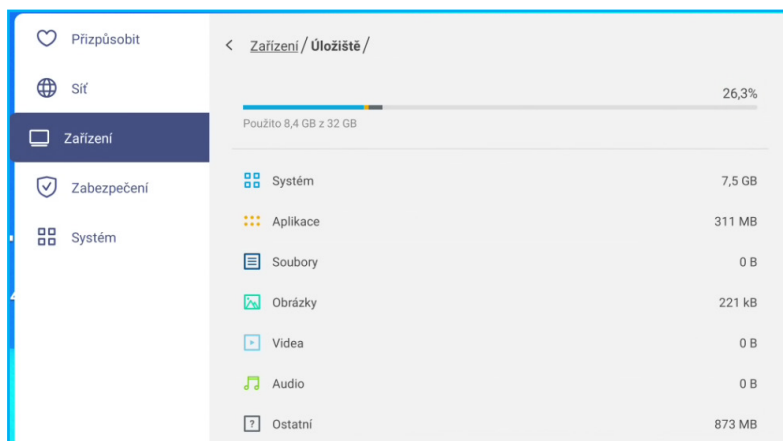 Přizpůsobit
Síť
Zařízení
Zabezpečení
Systém
Zařízení / Úložiště /
26,3%
Použito 8,4 GB z 32 GB
Systém 7,5 GB
Aplikace 311 MB
Soubory 0 B
Obrázky 221 kB
Videa 0 B
Audio 0 B
Ostatní 873 MB